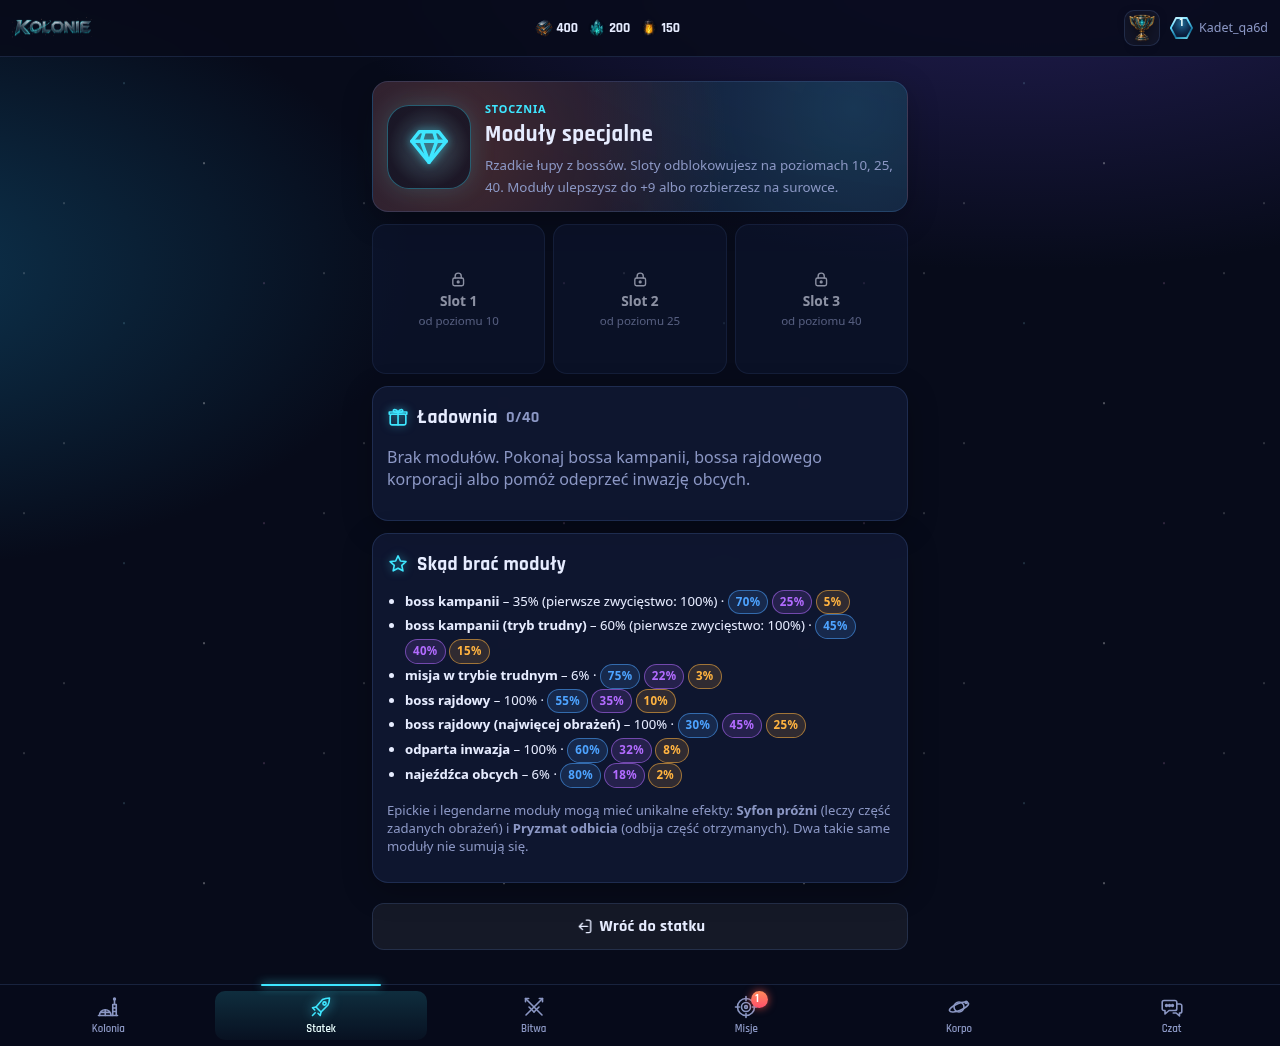 KOLONIE
400 200 150
1 Kadet_qa6d
STOCZNIA
Moduły specjalne
Rzadkie łupy z bossów. Sloty odblokowujesz na poziomach 10, 25,
40. Moduły ulepszysz do +9 albo rozbierzesz na surowce.
Slot 1
od poziomu 10
Slot 2
od poziomu 25
Slot 3
od poziomu 40
Ładownia 0/40
Brak modułów. Pokonaj bossa kampanii, bossa rajdowego
korporacji albo pomóż odeprzeć inwazję obcych.
Skąd brać moduły
• boss kampanii – 35% (pierwsze zwycięstwo: 100%) · 70% 25% 5%
• boss kampanii (tryb trudny) – 60% (pierwsze zwycięstwo: 100%) · 45%
40% 15%
• misja w trybie trudnym – 6% · 75% 22% 3%
• boss rajdowy – 100% · 55% 35% 10%
• boss rajdowy (najwięcej obrażeń) – 100% · 30% 45% 25%
• odparta inwazja – 100% · 60% 32% 8%
• najeźdźca obcych – 6% · 80% 18% 2%
Epickie i legendarne moduły mogą mieć unikalne efekty: Syfon próżni (leczy część
zadanych obrażeń) i Pryzmat odbicia (odbija część otrzymanych). Dwa takie same
moduły nie sumują się.
Wróć do statku
Kolonia
Statek
Bitwa
1
Misje
Korpo
Czat